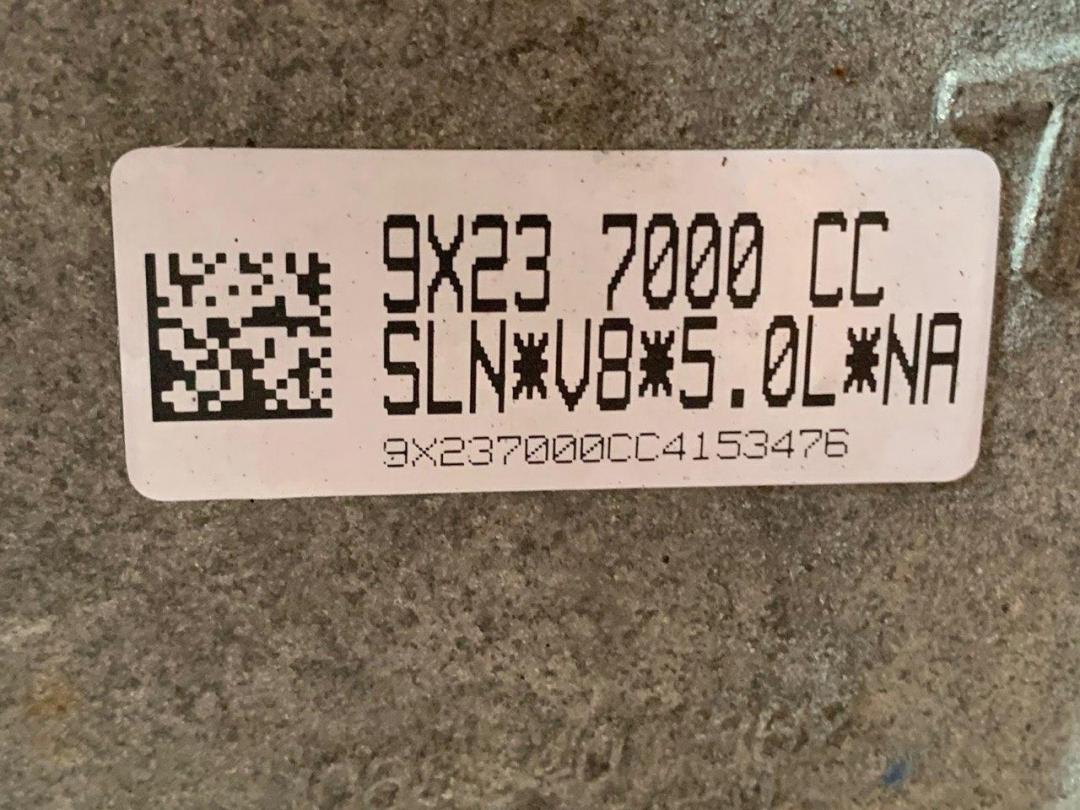 9X23 7000 CC
SLN*V8*5.0L*NA
9X237000CC4153476